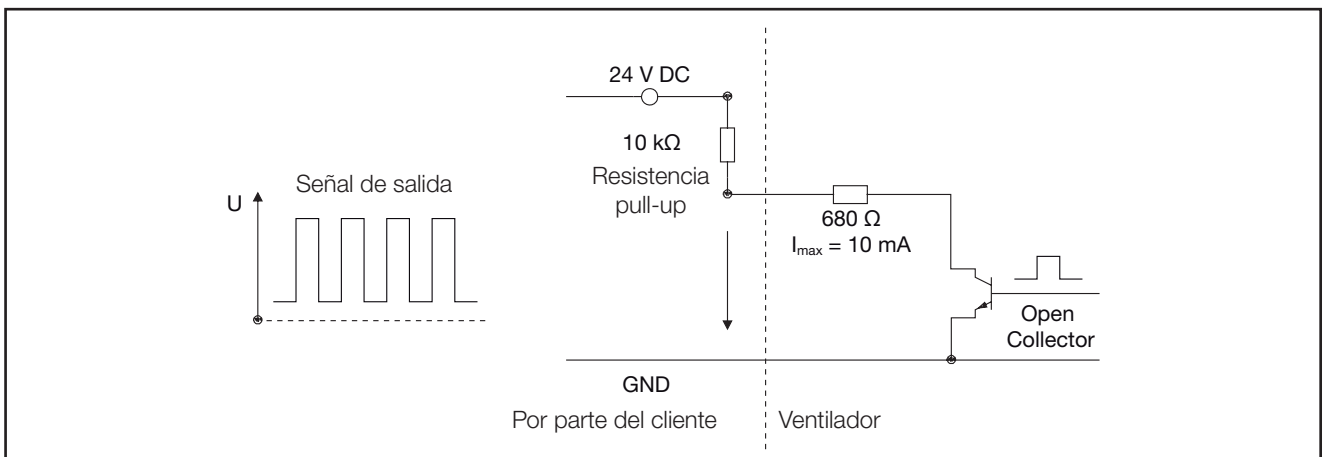 24 V DC
10 kΩ
Resistencia
pull-up
Señal de salida
U
680 Ω
Imax = 10 mA
Open
Collector
GND
Por parte del cliente
Ventilador